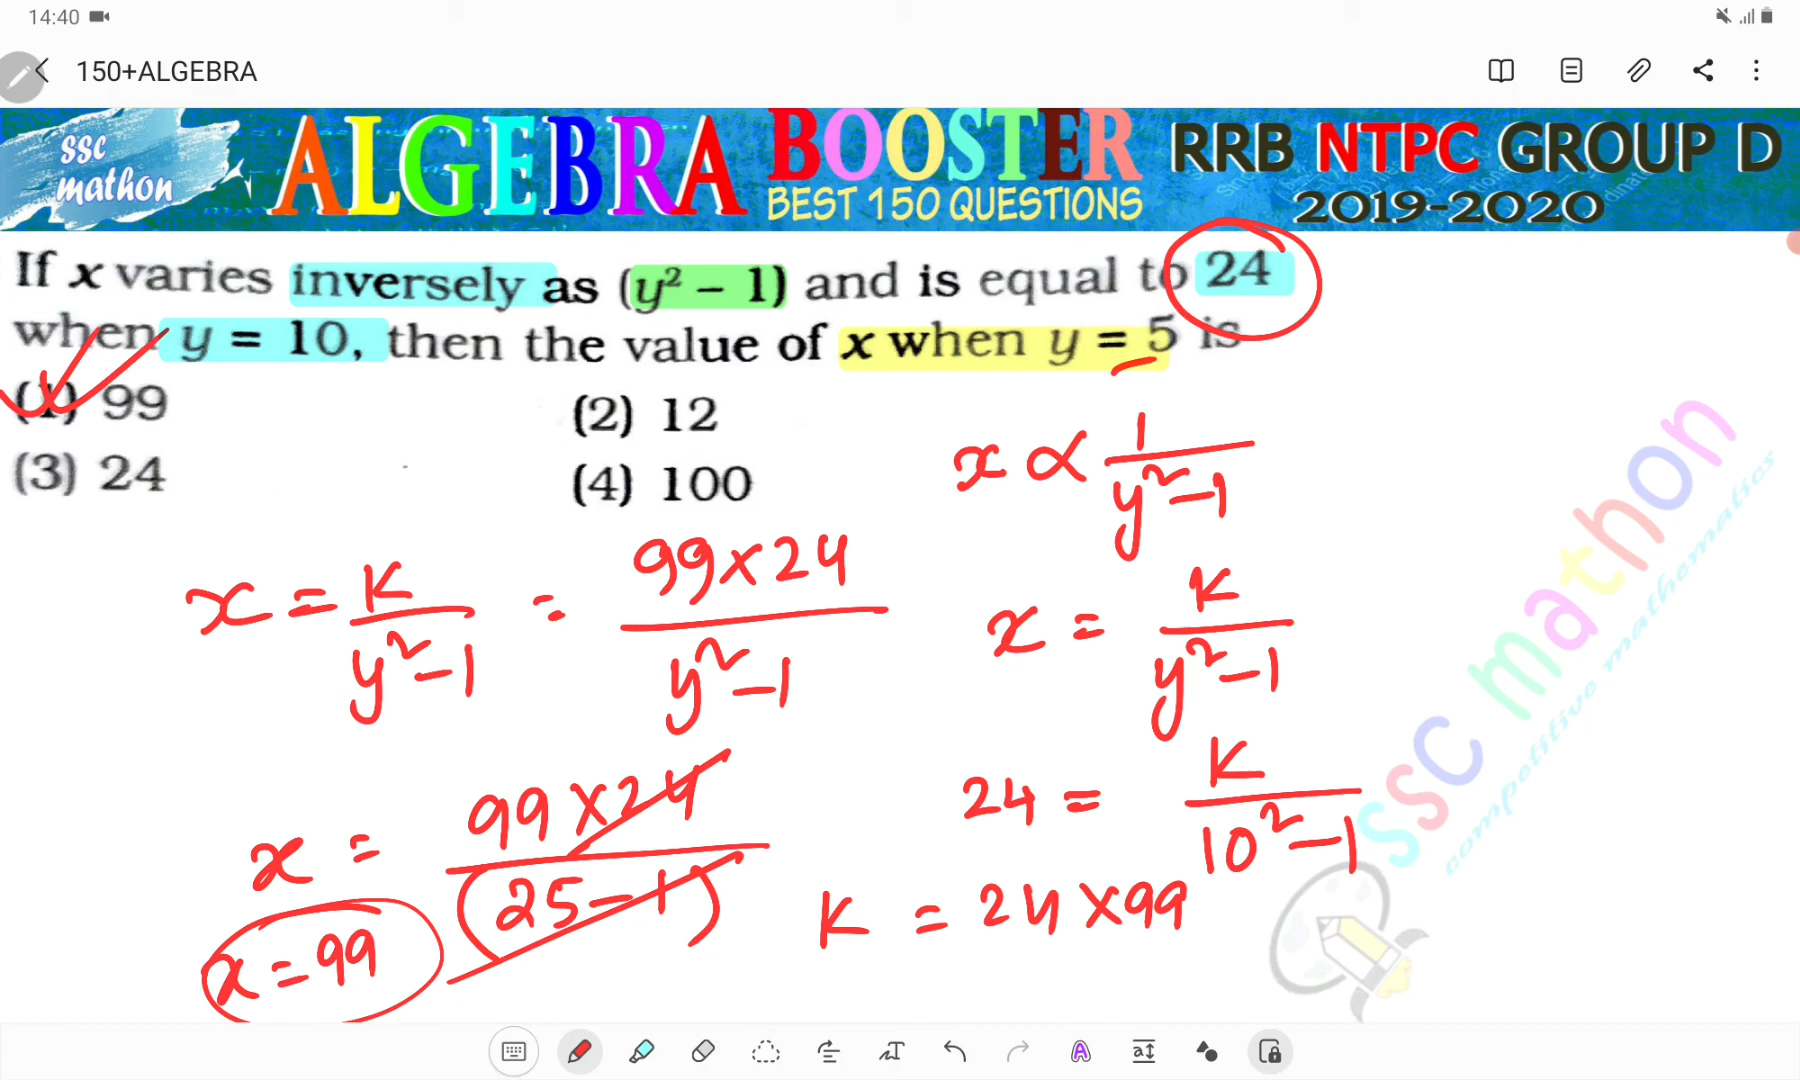 14:40
150+ALGEBRA
SSC
mathon
ALGEBRA
BOOSTER
BEST 150 QUESTIONS
RRB NTPC GROUP D
2019-2020
If x varies inversely as (y² – 1) and is equal to 24
when y = 10, then the value of x when y = 5 is
(1) 99
(2) 12
(3) 24
(4) 100
x ∝ 1/(y²-1)
x = K/(y²-1) = 99×24/(y²-1)
x = K/(y²-1)
24 = K/(10²-1)
K = 24×99
x = 99×24/(25-1)
x = 99
SSC mathon
competitive mathematics